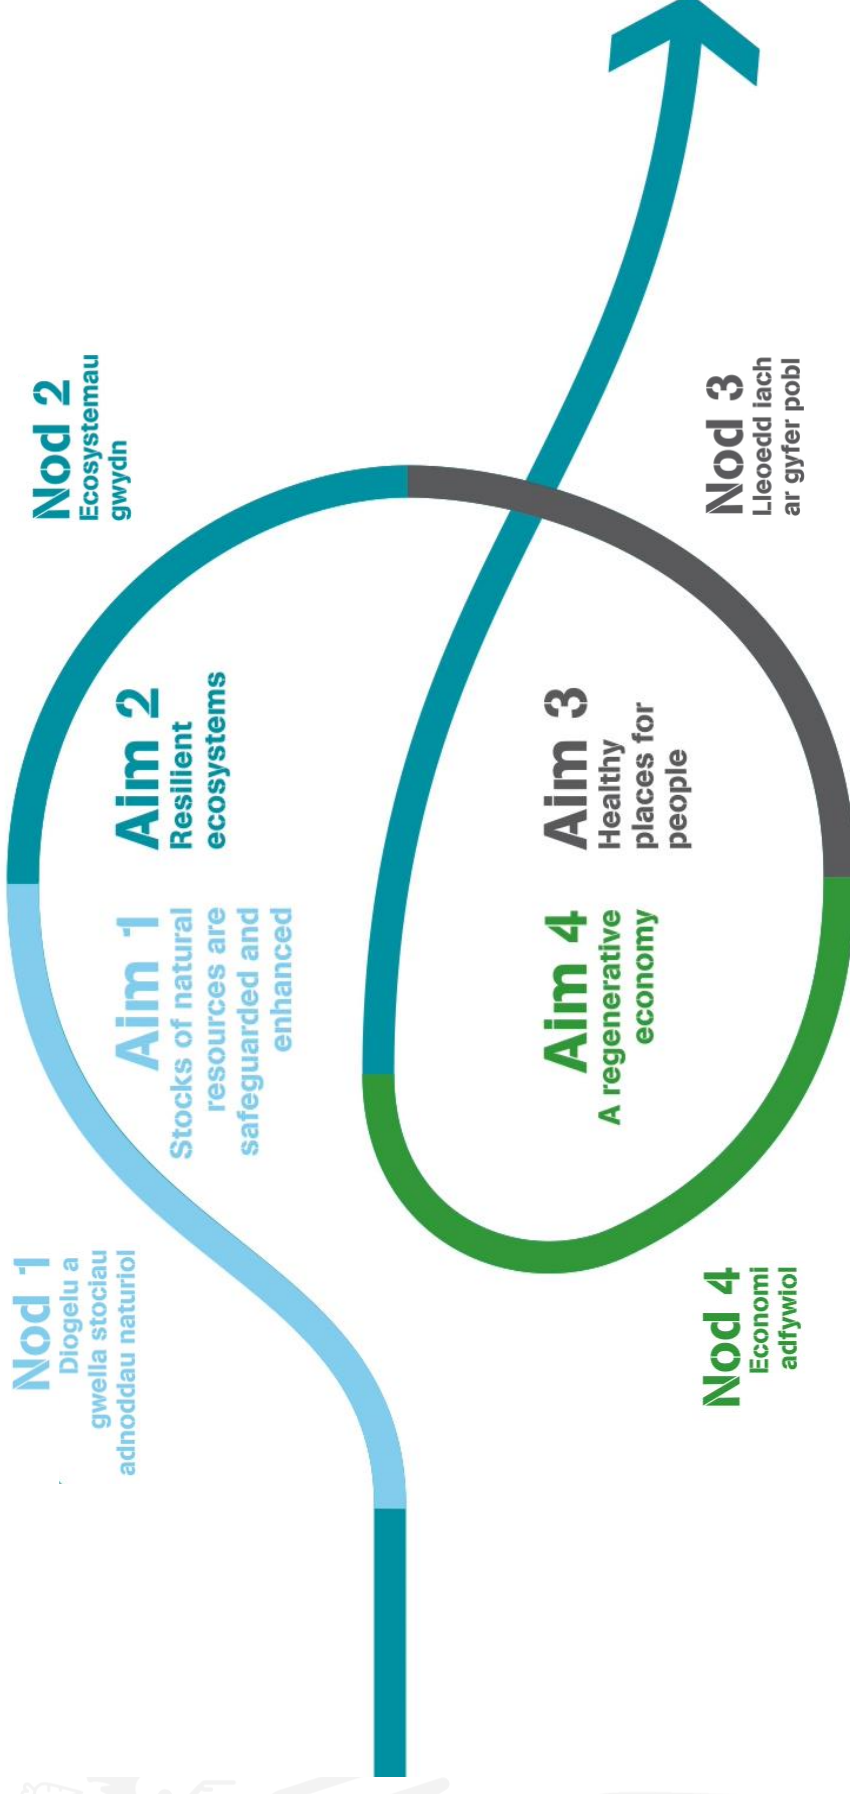 Nod 1
Diogelu a
gwella stociau
adnoddau naturiol
Nod 2
Ecosystemau
gwydn
Aim 1
Stocks of natural
resources are
safeguarded and
enhanced
Aim 2
Resilient
ecosystems
Aim 4
A regenerative
economy
Aim 3
Healthy
places for
people
Nod 4
Economi
adfywiol
Nod 3
Lleoedd iach
ar gyfer pobl